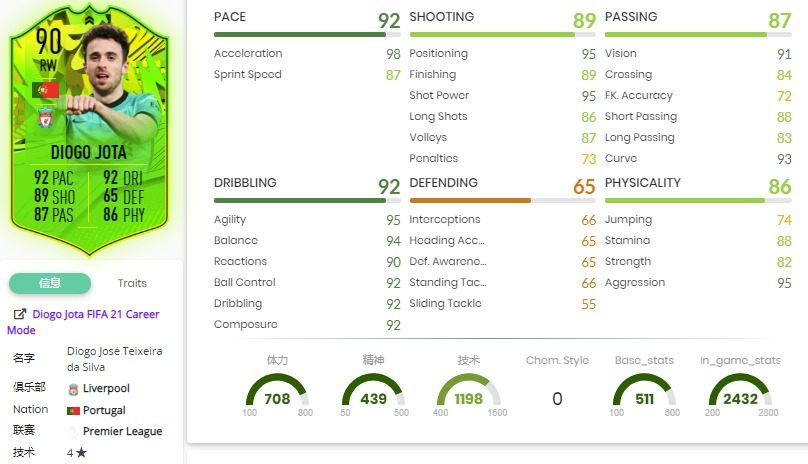 90
RW
DIOGO JOTA
92 PAC 92 DRI
89 SHO 65 DEF
87 PAS 86 PHY
信息 Traits
Diogo Jota FIFA 21 Career
Mode
名字 Diogo José Teixeira
da Silva
俱乐部 Liverpool
Nation Portugal
联赛 Premier League
技术 4 ★
PACE 92
Acceleration 98
Sprint Speed 87
SHOOTING 89
Positioning 95
Finishing 89
Shot Power 95
Long Shots 86
Volleys 87
Penalties 73
PASSING 87
Vision 91
Crossing 84
FK. Accuracy 72
Short Passing 88
Long Passing 83
Curve 93
DRIBBLING 92
Agility 95
Balance 94
Reactions 90
Ball Control 92
Dribbling 92
Composure 92
DEFENDING 65
Interceptions 66
Heading Acc... 65
Def. Awarene... 65
Standing Tac... 66
Sliding Tackle 55
PHYSICALITY 86
Jumping 74
Stamina 88
Strength 82
Aggression 95
体力 精神 技术 Chem. Style Base_stats in_game_stats
708 439 1198 0 511 2432
100 800 50 500 400 1500 100 600 200 2800